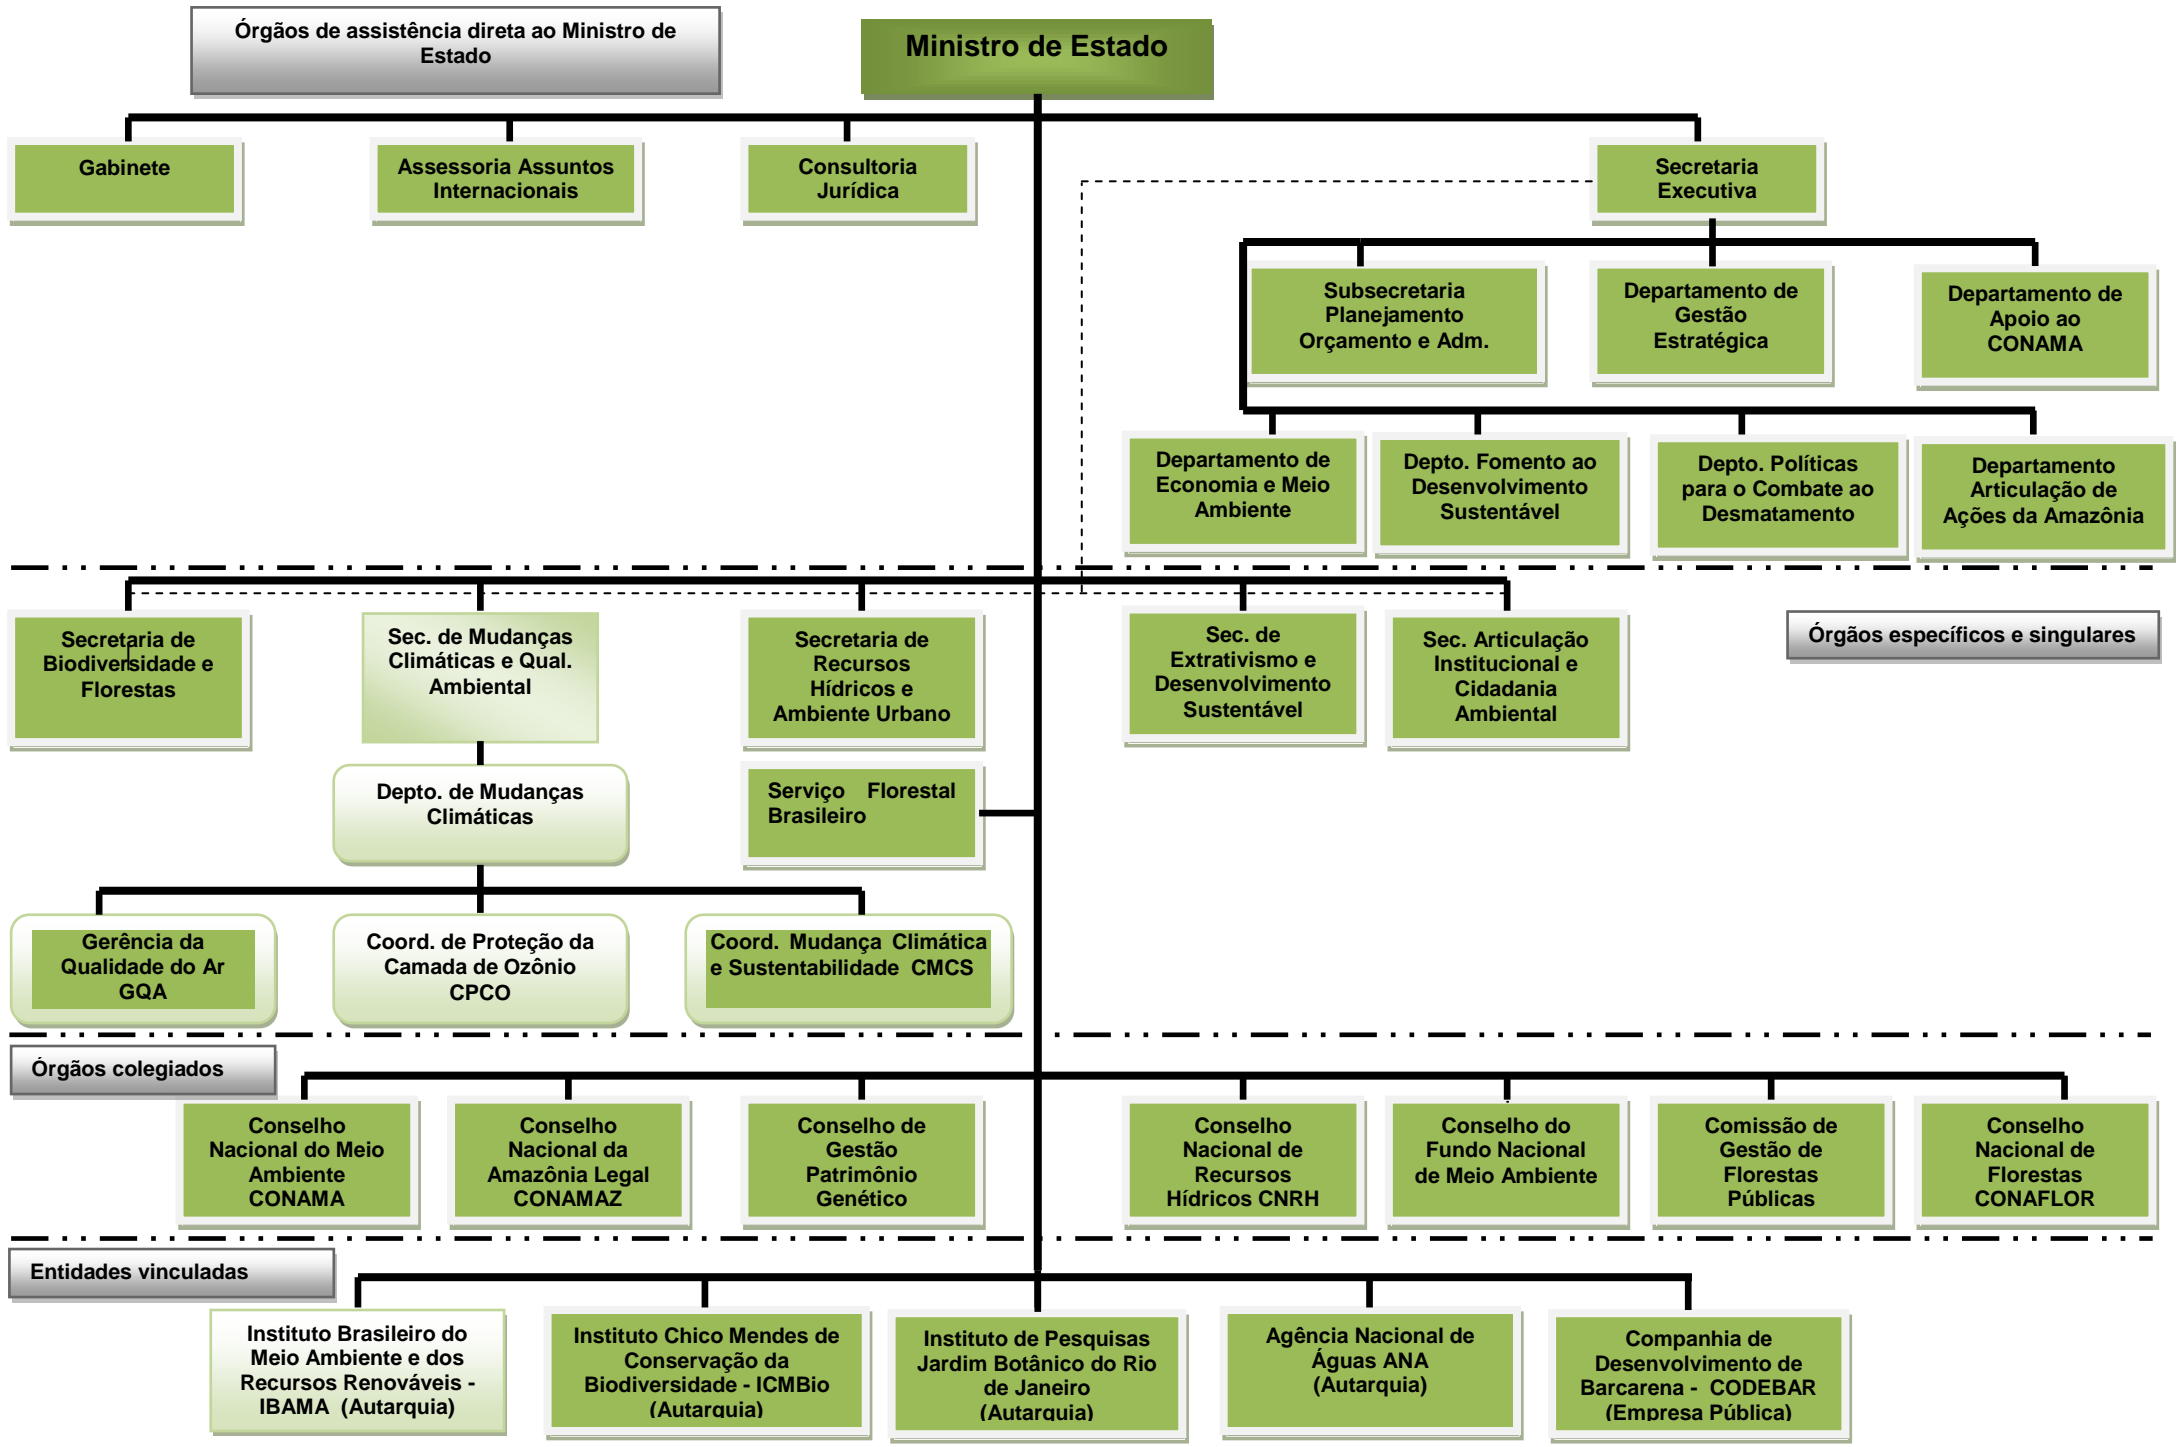 Órgãos de assistência direta ao Ministro de
Estado
Ministro de Estado
Gabinete
Assessoria Assuntos
Internacionais
Consultoria
Jurídica
Secretaria
Executiva
Subsecretaria
Planejamento
Orçamento e Adm.
Departamento de
Gestão
Estratégica
Departamento de
Apoio ao
CONAMA
Departamento de
Economia e Meio
Ambiente
Depto. Fomento ao
Desenvolvimento
Sustentável
Depto. Políticas
para o Combate ao
Desmatamento
Departamento
Articulação de
Ações da Amazônia
Secretaria de
Biodiversidade e
Florestas
Sec. de Mudanças
Climáticas e Qual.
Ambiental
Secretaria de
Recursos
Hídricos e
Ambiente Urbano
Sec. de
Extrativismo e
Desenvolvimento
Sustentável
Sec. Articulação
Institucional e
Cidadania
Ambiental
Órgãos específicos e singulares
Depto. de Mudanças
Climáticas
Serviço Florestal
Brasileiro
Gerência da
Qualidade do Ar
GQA
Coord. de Proteção da
Camada de Ozônio
CPCO
Coord. Mudança Climática
e Sustentabilidade CMCS
Órgãos colegiados
Conselho
Nacional do Meio
Ambiente
CONAMA
Conselho
Nacional da
Amazônia Legal
CONAMAZ
Conselho de
Gestão
Patrimônio
Genético
Conselho
Nacional de
Recursos
Hídricos CNRH
Conselho do
Fundo Nacional
de Meio Ambiente
Comissão de
Gestão de
Florestas
Públicas
Conselho
Nacional de
Florestas
CONAFLOR
Entidades vinculadas
Instituto Brasileiro do
Meio Ambiente e dos
Recursos Renováveis -
IBAMA (Autarquia)
Instituto Chico Mendes de
Conservação da
Biodiversidade - ICMBio
(Autarquia)
Instituto de Pesquisas
Jardim Botânico do Rio
de Janeiro
(Autarquia)
Agência Nacional de
Águas ANA
(Autarquia)
Companhia de
Desenvolvimento de
Barcarena - CODEBAR
(Empresa Pública)